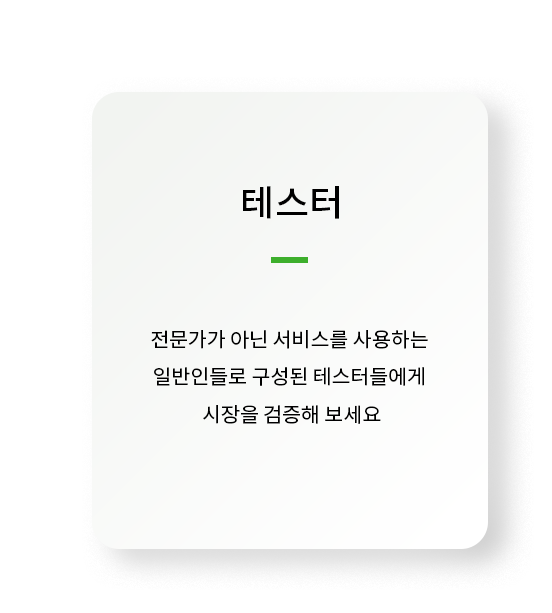 테스터
전문가가 아닌 서비스를 사용하는
일반인들로 구성된 테스터들에게
시장을 검증해 보세요